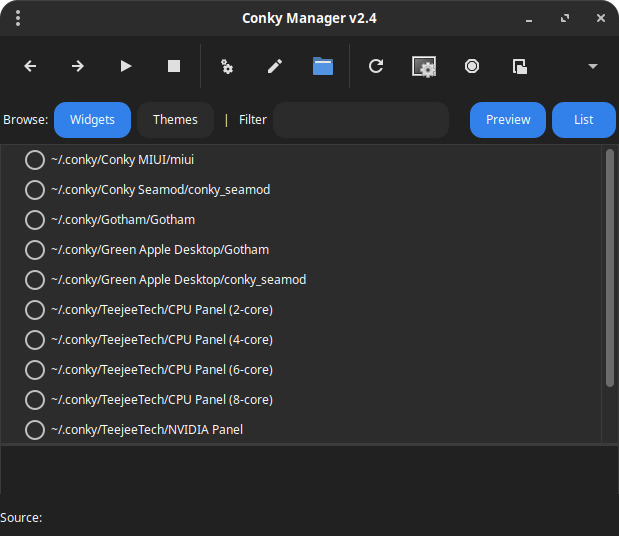 Conky Manager v2.4
Browse: Widgets Themes | Filter Preview List
~/.conky/Conky MIUI/miui
~/.conky/Conky Seamod/conky_seamod
~/.conky/Gotham/Gotham
~/.conky/Green Apple Desktop/Gotham
~/.conky/Green Apple Desktop/conky_seamod
~/.conky/TeejeeTech/CPU Panel (2-core)
~/.conky/TeejeeTech/CPU Panel (4-core)
~/.conky/TeejeeTech/CPU Panel (6-core)
~/.conky/TeejeeTech/CPU Panel (8-core)
~/.conky/TeejeeTech/NVIDIA Panel
Source: